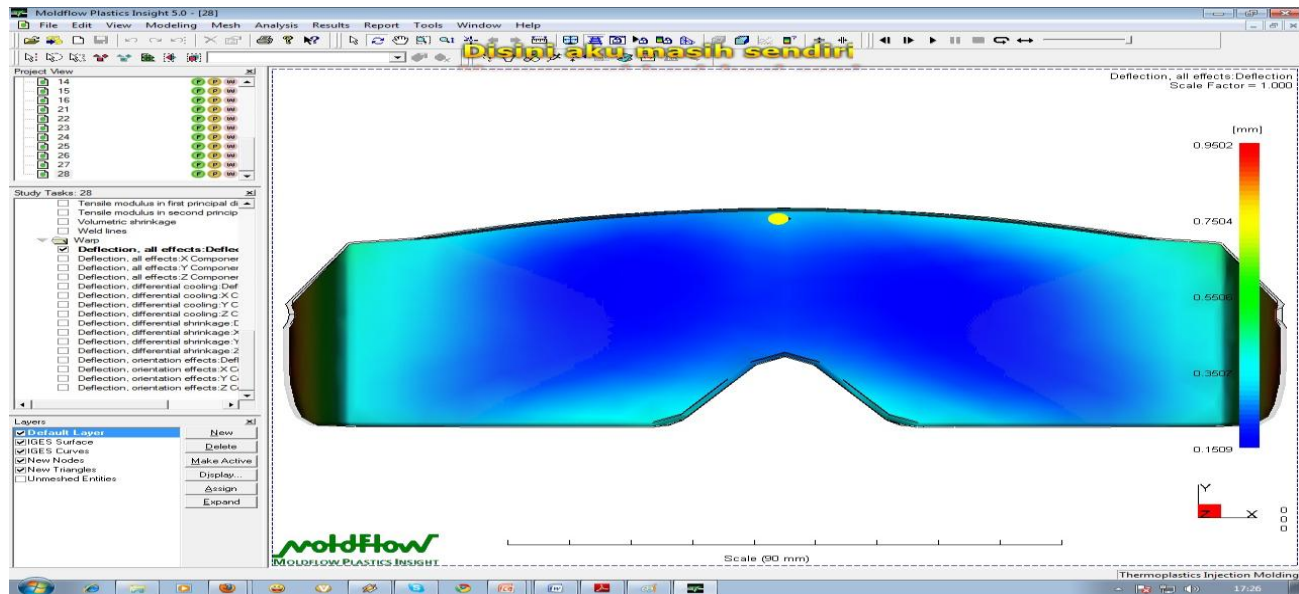 Moldflow Plastics Insight 5.0 - [28]
File Edit View Modeling Mesh Analysis Results Report Tools Window Help
Disini aku masih sendiri
Project View
14
15
16
21
22
23
24
25
26
27
28
Study Tasks: 28
Tensile modulus in first principal di
Tensile modulus in second princip
Volumetric shrinkage
Weld lines
Warp
Deflection, all effects:Deflec
Deflection, all effects:X Componer
Deflection, all effects:Y Componer
Deflection, all effects:Z Componer
Deflection, differential cooling:Def
Deflection, differential cooling:X C
Deflection, differential cooling:Y C
Deflection, differential cooling:Z C
Deflection, differential shrinkage:D
Deflection, differential shrinkage:X
Deflection, differential shrinkage:Y
Deflection, differential shrinkage:Z
Deflection, orientation effects:Defl
Deflection, orientation effects:X C
Deflection, orientation effects:Y C
Deflection, orientation effects:Z C
Layers
Default Layer
IGES Surface
IGES Curves
New Nodes
New Triangles
Unmeshed Entities
New
Delete
Make Active
Display...
Assign
Expand
Deflection, all effects:Deflection
Scale Factor = 1.000
[mm]
0.9502
0.7504
0.5506
0.3507
0.1509
Y
Z X
0
0
0
moldflow
MOLDFLOW PLASTICS INSIGHT
Scale (90 mm)
Thermoplastics Injection Molding
17:26